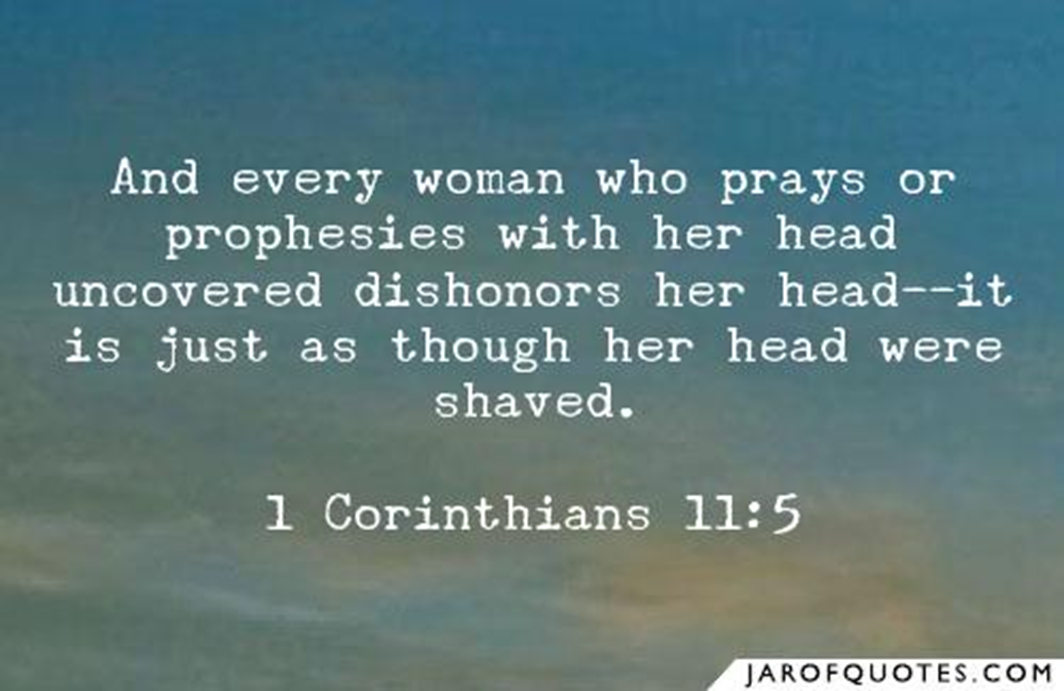 And every woman who prays or
prophesies with her head
uncovered dishonors her head--it
is just as though her head were
shaved.
1 Corinthians 11:5
JAROFQUOTES.COM